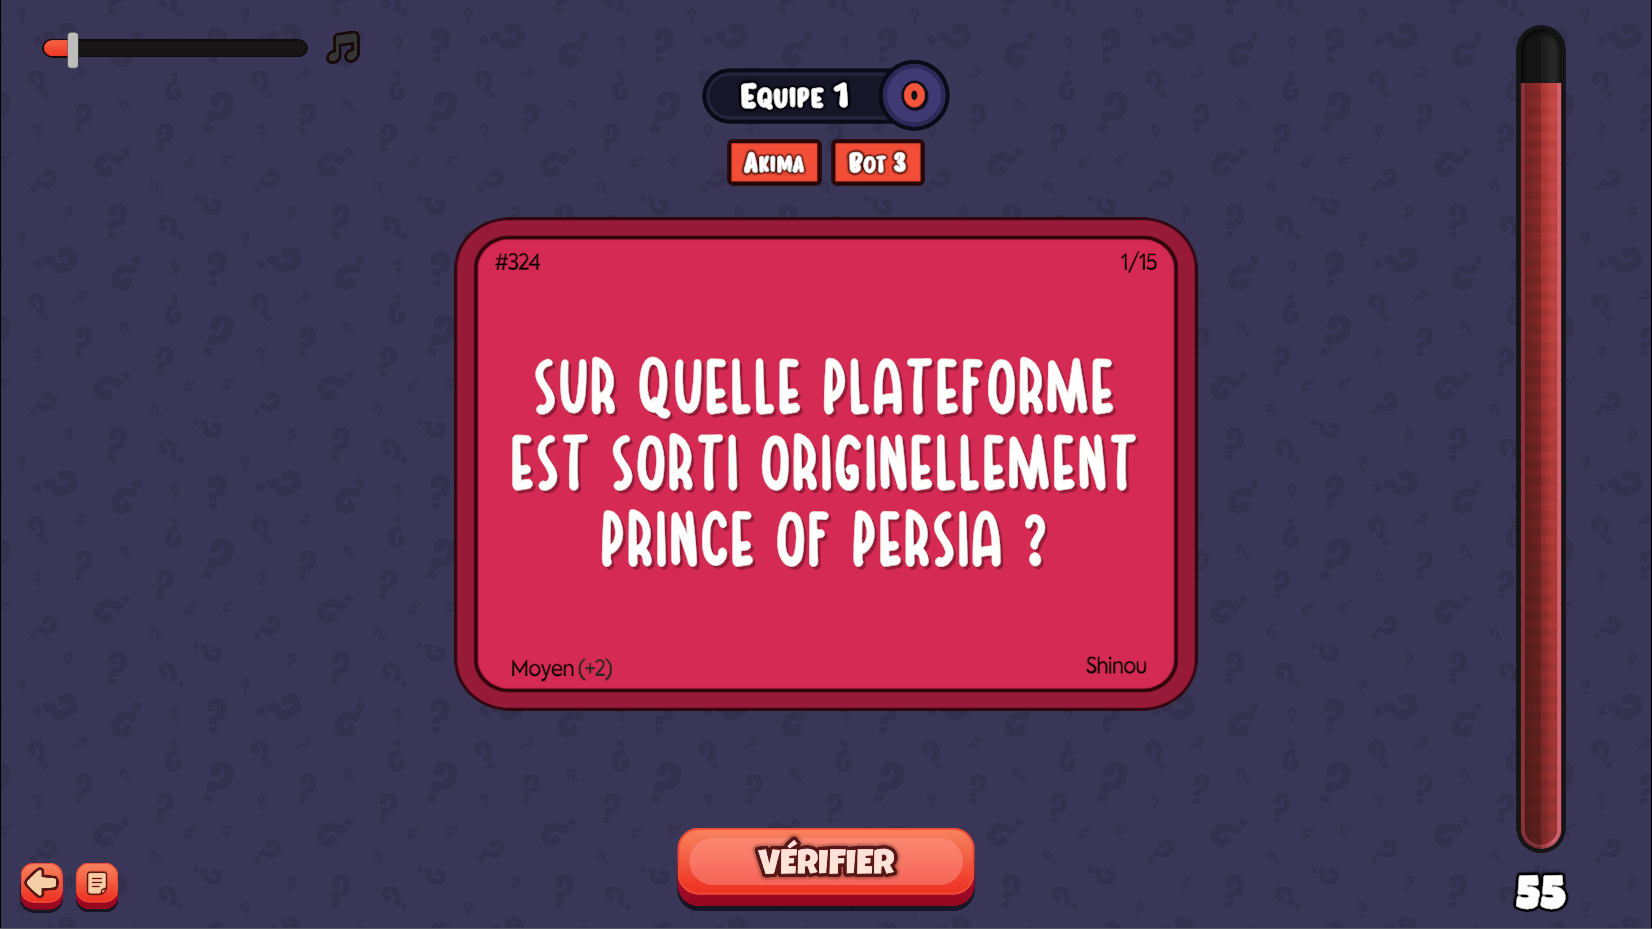 Equipe 1 0
Akima Bot 3
#324 1/15
SUR QUELLE PLATEFORME
EST SORTI ORIGINELLEMENT
PRINCE OF PERSIA ?
Moyen (+2) Shinou
VÉRIFIER
55